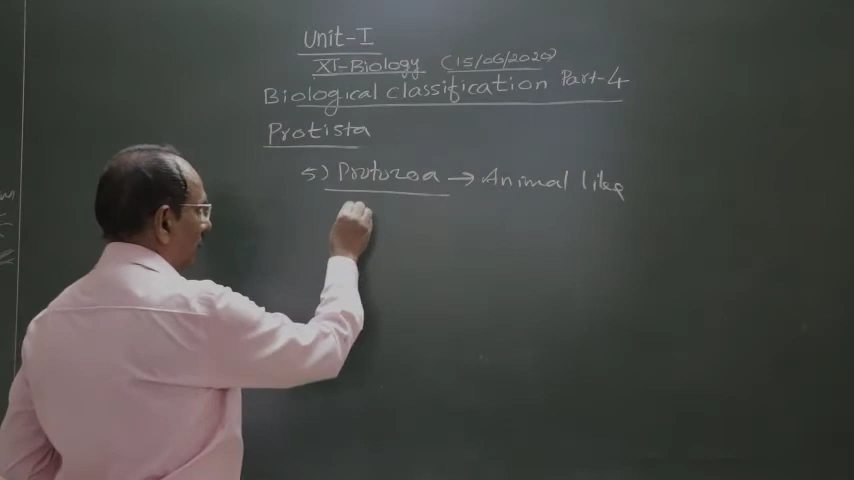 Unit-I
XI-Biology (15/06/2020)
Biological classification Part-4
Protista
5) Protozoa → Animal like